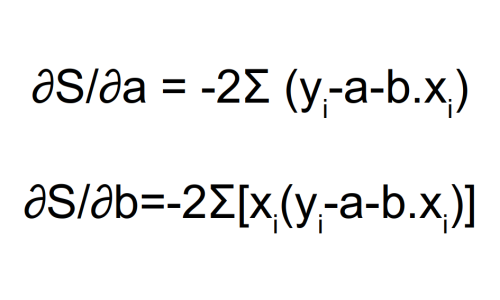 ∂S/∂a = -2Σ (yᵢ-a-b.xᵢ)
∂S/∂b=-2Σ[xᵢ(yᵢ-a-b.xᵢ)]